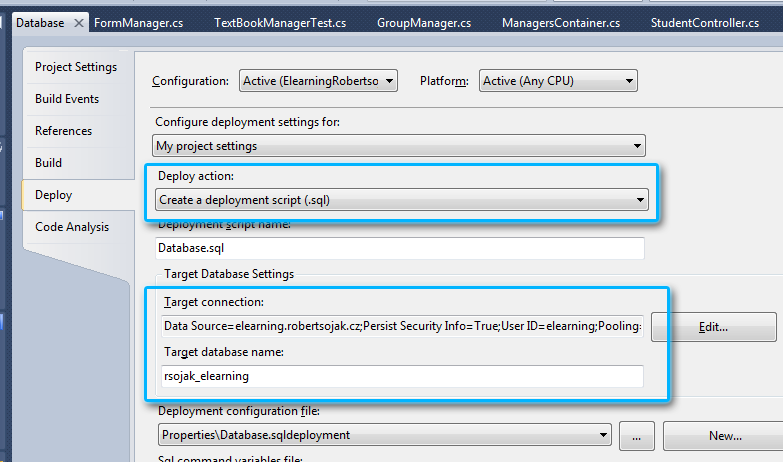 Database FormManager.cs TextBookManagerTest.cs GroupManager.cs ManagersContainer.cs StudentController.cs
Project Settings
Build Events
References
Build
Deploy
Code Analysis
Configuration: Active (ElearningRobertso Platform: Active (Any CPU)
Configure deployment settings for:
My project settings
Deploy action:
Create a deployment script (.sql)
Deployment script name:
Database.sql
Target Database Settings
Target connection:
Data Source=elearning.robertsojak.cz;Persist Security Info=True;User ID=elearning;Pooling= Edit...
Target database name:
rsojak_elearning
Deployment configuration file:
Properties\Database.sqldeployment ... New...
Sql command variables file: